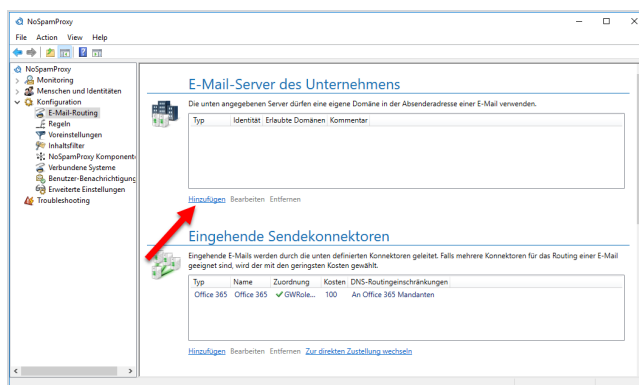 NoSpamProxy
File Action View Help
NoSpamProxy
Monitoring
Menschen und Identitäten
Konfiguration
E-Mail-Routing
Regeln
Voreinstellungen
Inhaltsfilter
NoSpamProxy Komponente
Verbundene Systeme
Benutzer-Benachrichtigung
Erweiterte Einstellungen
Troubleshooting
E-Mail-Server des Unternehmens
Die unten angegebenen Server dürfen eine eigene Domäne in der Absenderadresse einer E-Mail verwenden.
Typ Identität Erlaubte Domänen Kommentar
Hinzufügen Bearbeiten Entfernen
Eingehende Sendekonnektoren
Eingehende E-Mails werden durch die unten definierten Konnektoren geleitet. Falls mehrere Konnektoren für das Routing einer E-Mail
geeignet sind, wird der mit den geringsten Kosten gewählt.
Typ Name Zuordnung Kosten DNS-Routingeinschränkungen
Office 365 Office 365 GWRole... 100 An Office 365 Mandanten
Hinzufügen Bearbeiten Entfernen Zur direkten Zustellung wechseln